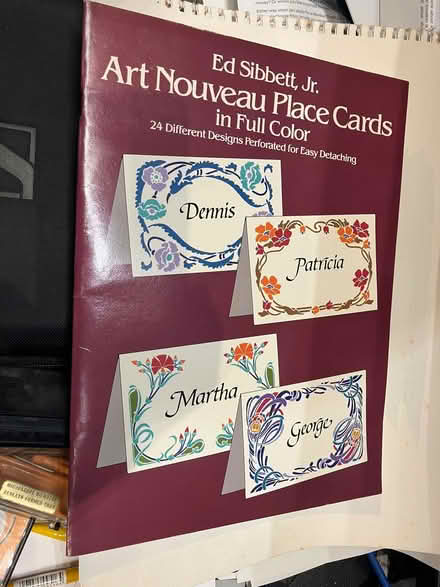 Ed Sibbett, Jr.
Art Nouveau Place Cards
in Full Color
24 Different Designs Perforated for Easy Detaching
Dennis
Patricia
Martha
George